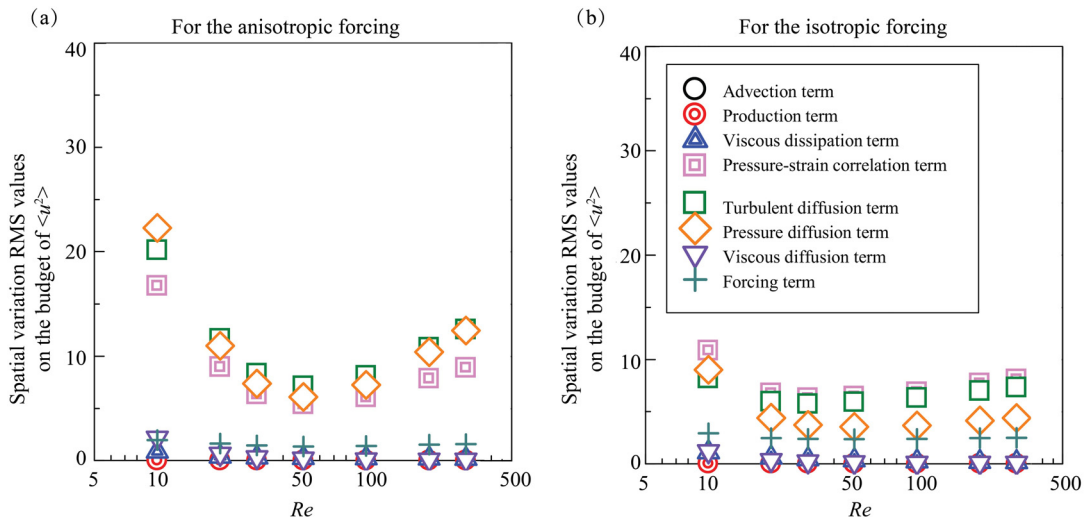 (a)
For the anisotropic forcing
Spatial variation RMS values
on the budget of <u²>
40
30
20
10
0
5
10
50
100
500
Re
(b)
For the isotropic forcing
Spatial variation RMS values
on the budget of <u²>
40
30
20
10
0
Advection term
Production term
Viscous dissipation term
Pressure-strain correlation term
Turbulent diffusion term
Pressure diffusion term
Viscous diffusion term
Forcing term
5
10
50
100
500
Re